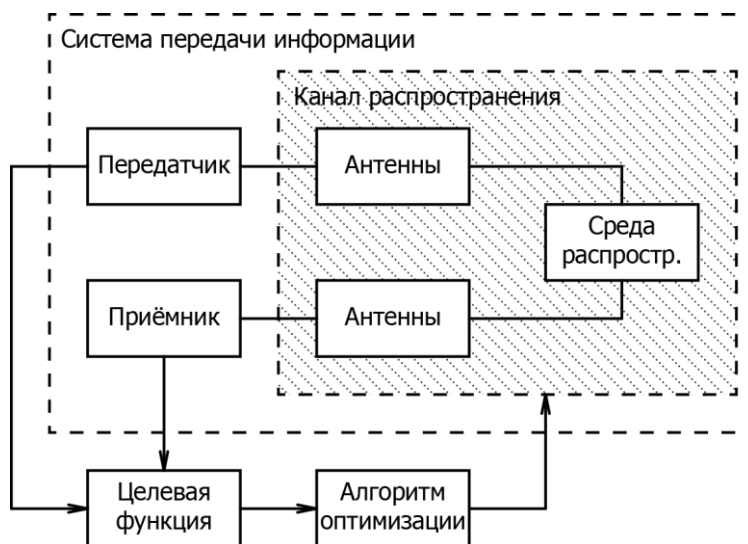 Система передачи информации
Канал распространения
Передатчик
Антенны
Среда
распростр.
Приёмник
Антенны
Целевая
функция
Алгоритм
оптимизации